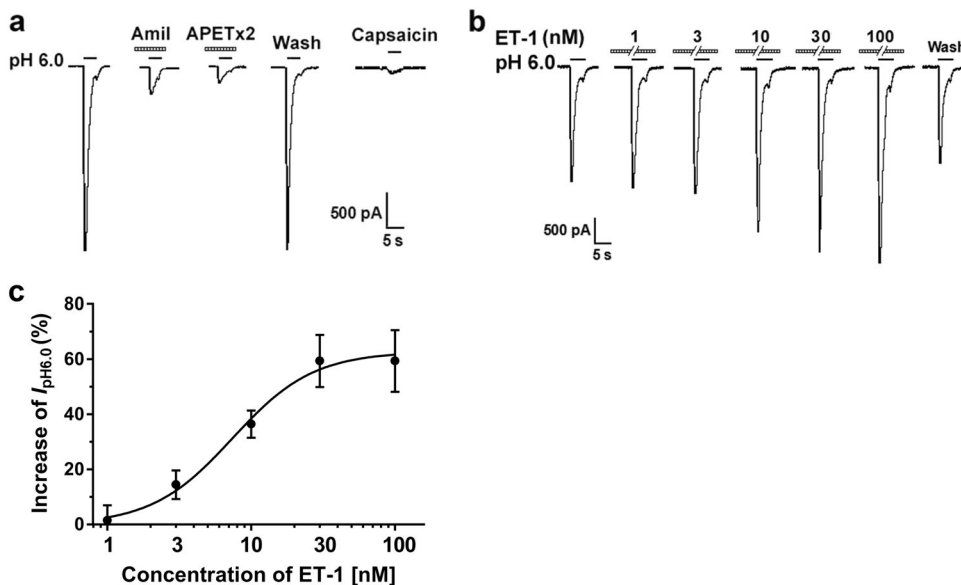 a
Amil APETx2 Wash Capsaicin
pH 6.0
500 pA
5 s
b
ET-1 (nM) 1 3 10 30 100 Wash
pH 6.0
500 pA
5 s
c
Increase of IpH6.0 (%)
80
60
40
20
0
1 3 10 30 100
Concentration of ET-1 [nM]